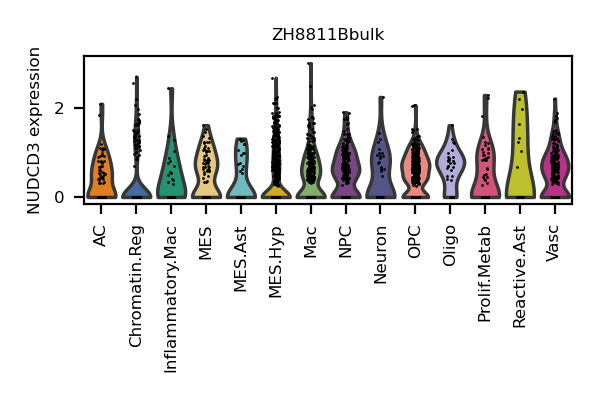 ZH8811Bbulk
NUDCD3 expression
2
0
AC
Chromatin.Reg
Inflammatory.Mac
MES
MES.Ast
MES.Hyp
Mac
NPC
Neuron
OPC
Oligo
Prolif.Metab
Reactive.Ast
Vasc